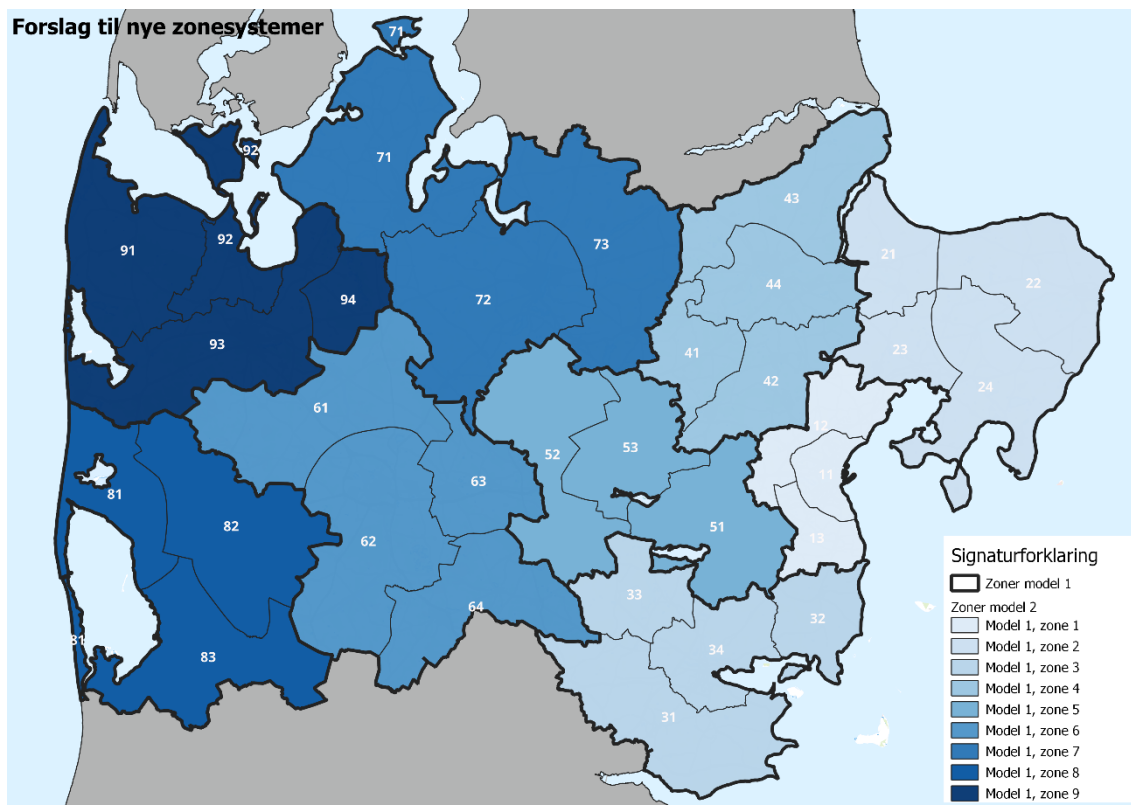 Forslag til nye zonesystemer
71
71
43
92
91
92
21
73
44
22
94
72
93
41
23
42
24
61
12
52
53
11
81
63
82
51
62
13
33
64
32
34
81
83
31
Signaturforklaring
Zoner model 1
Zoner model 2
Model 1, zone 1
Model 1, zone 2
Model 1, zone 3
Model 1, zone 4
Model 1, zone 5
Model 1, zone 6
Model 1, zone 7
Model 1, zone 8
Model 1, zone 9